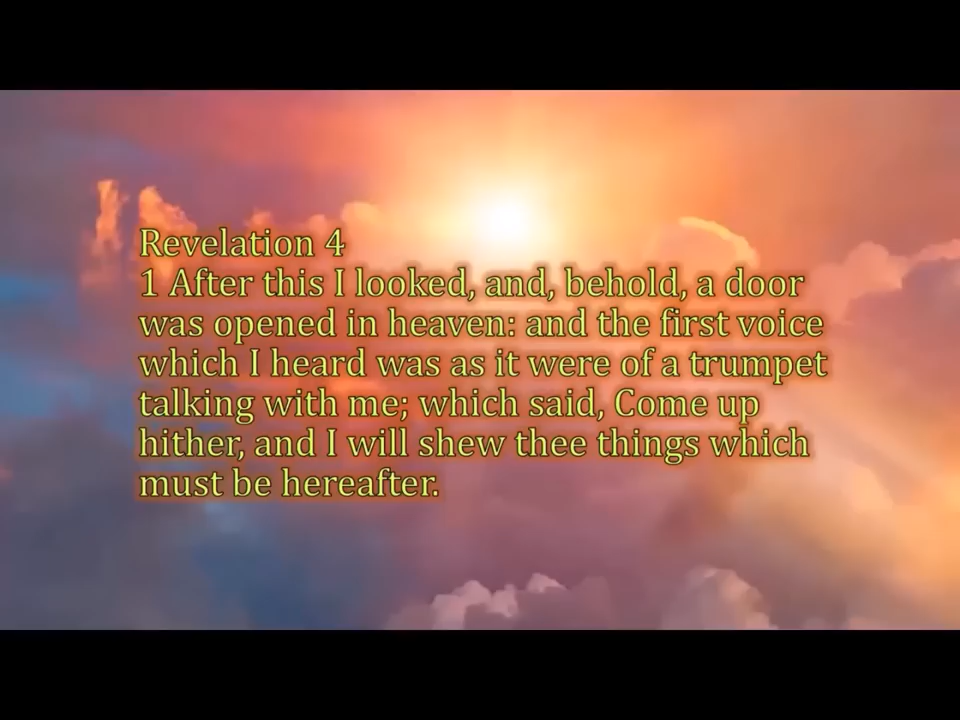 Revelation 4
1 After this I looked, and, behold, a door
was opened in heaven: and the first voice
which I heard was as it were of a trumpet
talking with me; which said, Come up
hither, and I will shew thee things which
must be hereafter.